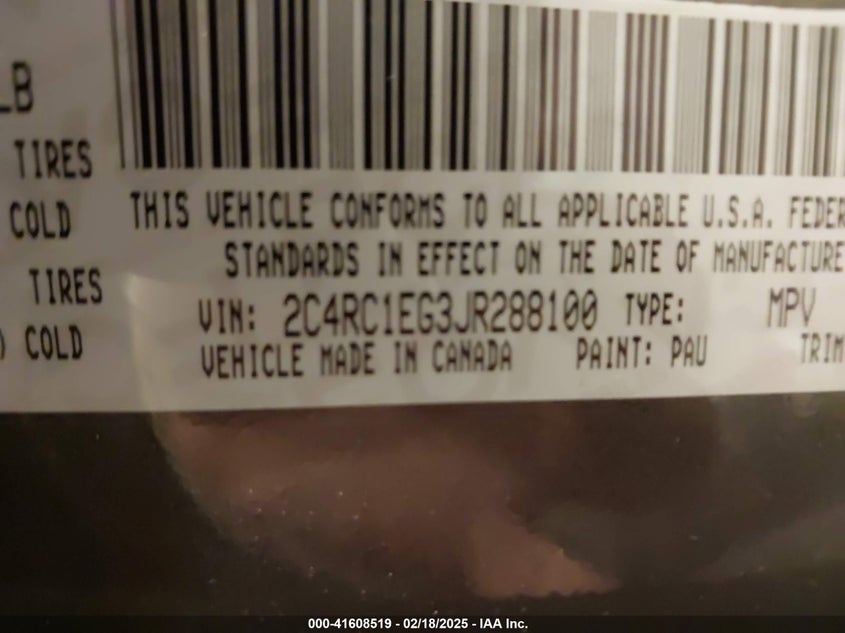 LB
TIRES
THIS VEHICLE CONFORMS TO ALL APPLICABLE U.S.A. FEDER
COLD
STANDARDS IN EFFECT ON THE DATE OF MANUFACTURE
TIRES
VIN: 2C4RC1EG3JR288100 TYPE: MPV
) COLD
VEHICLE MADE IN CANADA PAINT: PAU TRIM
000-41608519 - 02/18/2025 - IAA Inc.